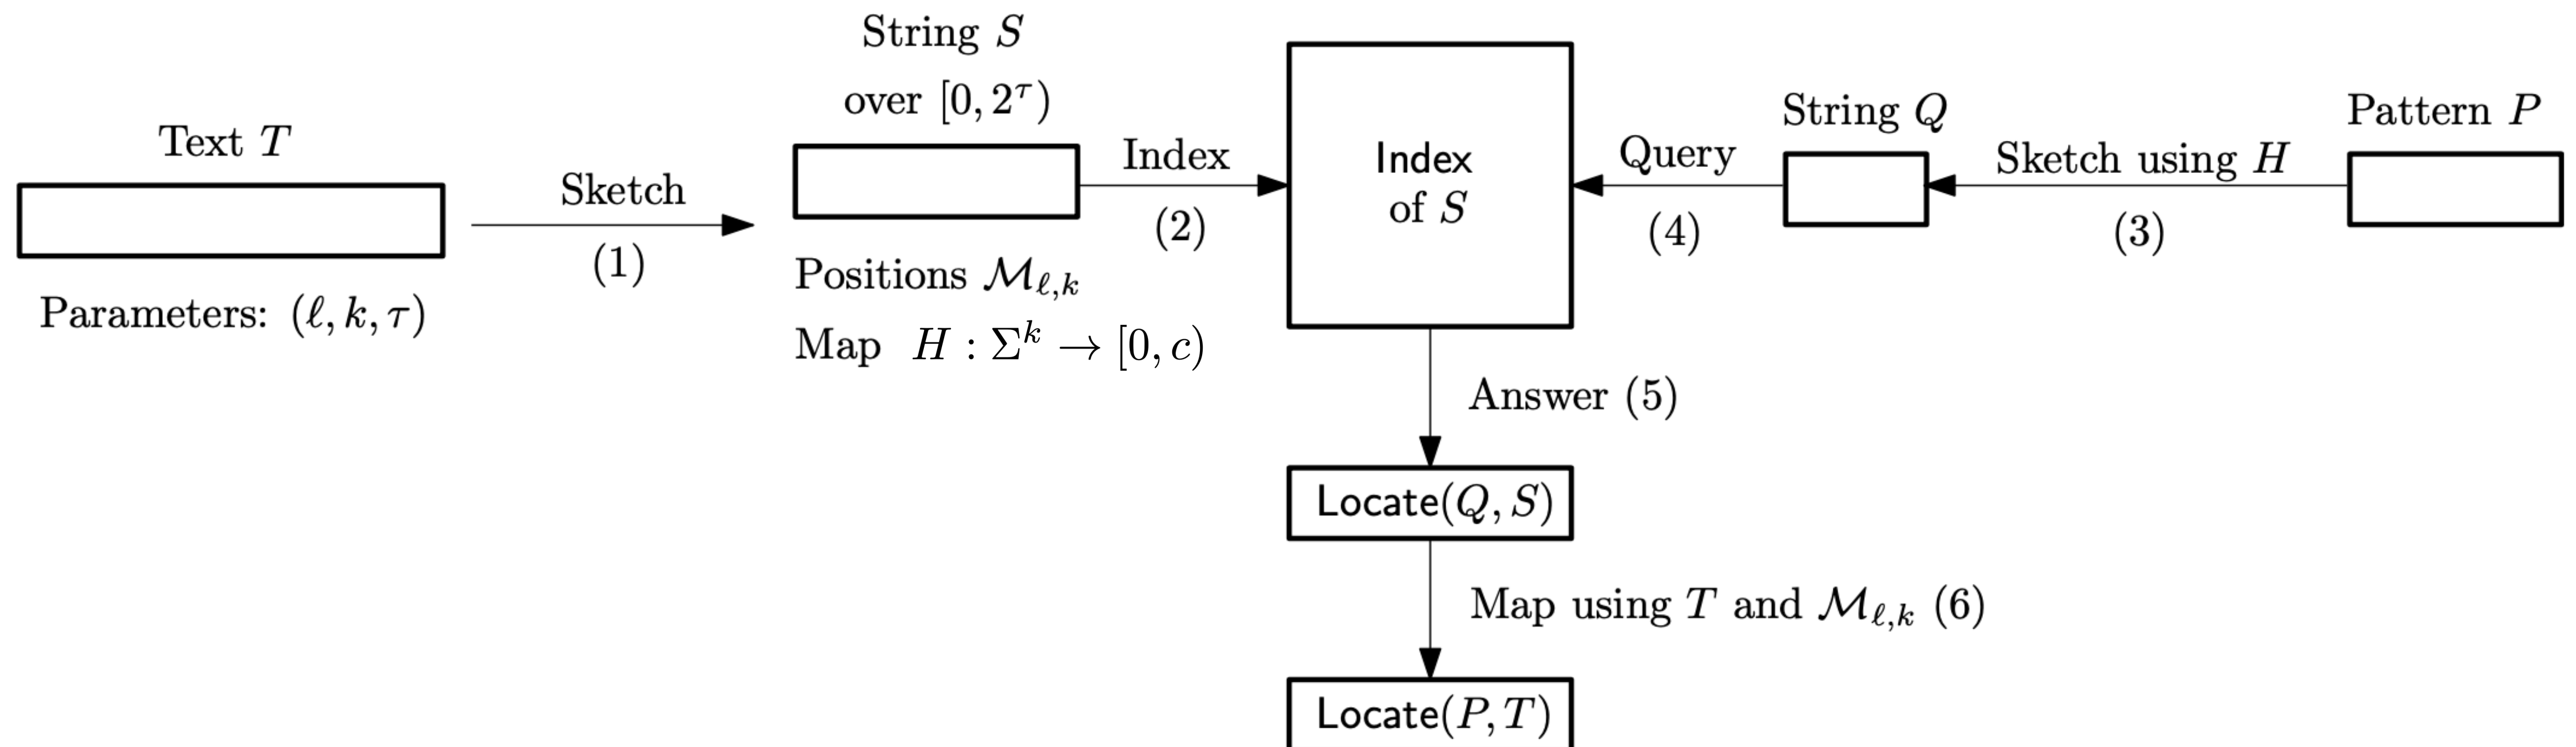 Text T
Parameters: (ℓ, k, τ)
Sketch
(1)
String S
over [0, 2^τ)
Positions ℳ_{ℓ,k}
Map H : Σ^k → [0, c)
Index
(2)
Index
of S
Query
(4)
String Q
Sketch using H
(3)
Pattern P
Answer (5)
Locate(Q, S)
Map using T and ℳ_{ℓ,k} (6)
Locate(P, T)